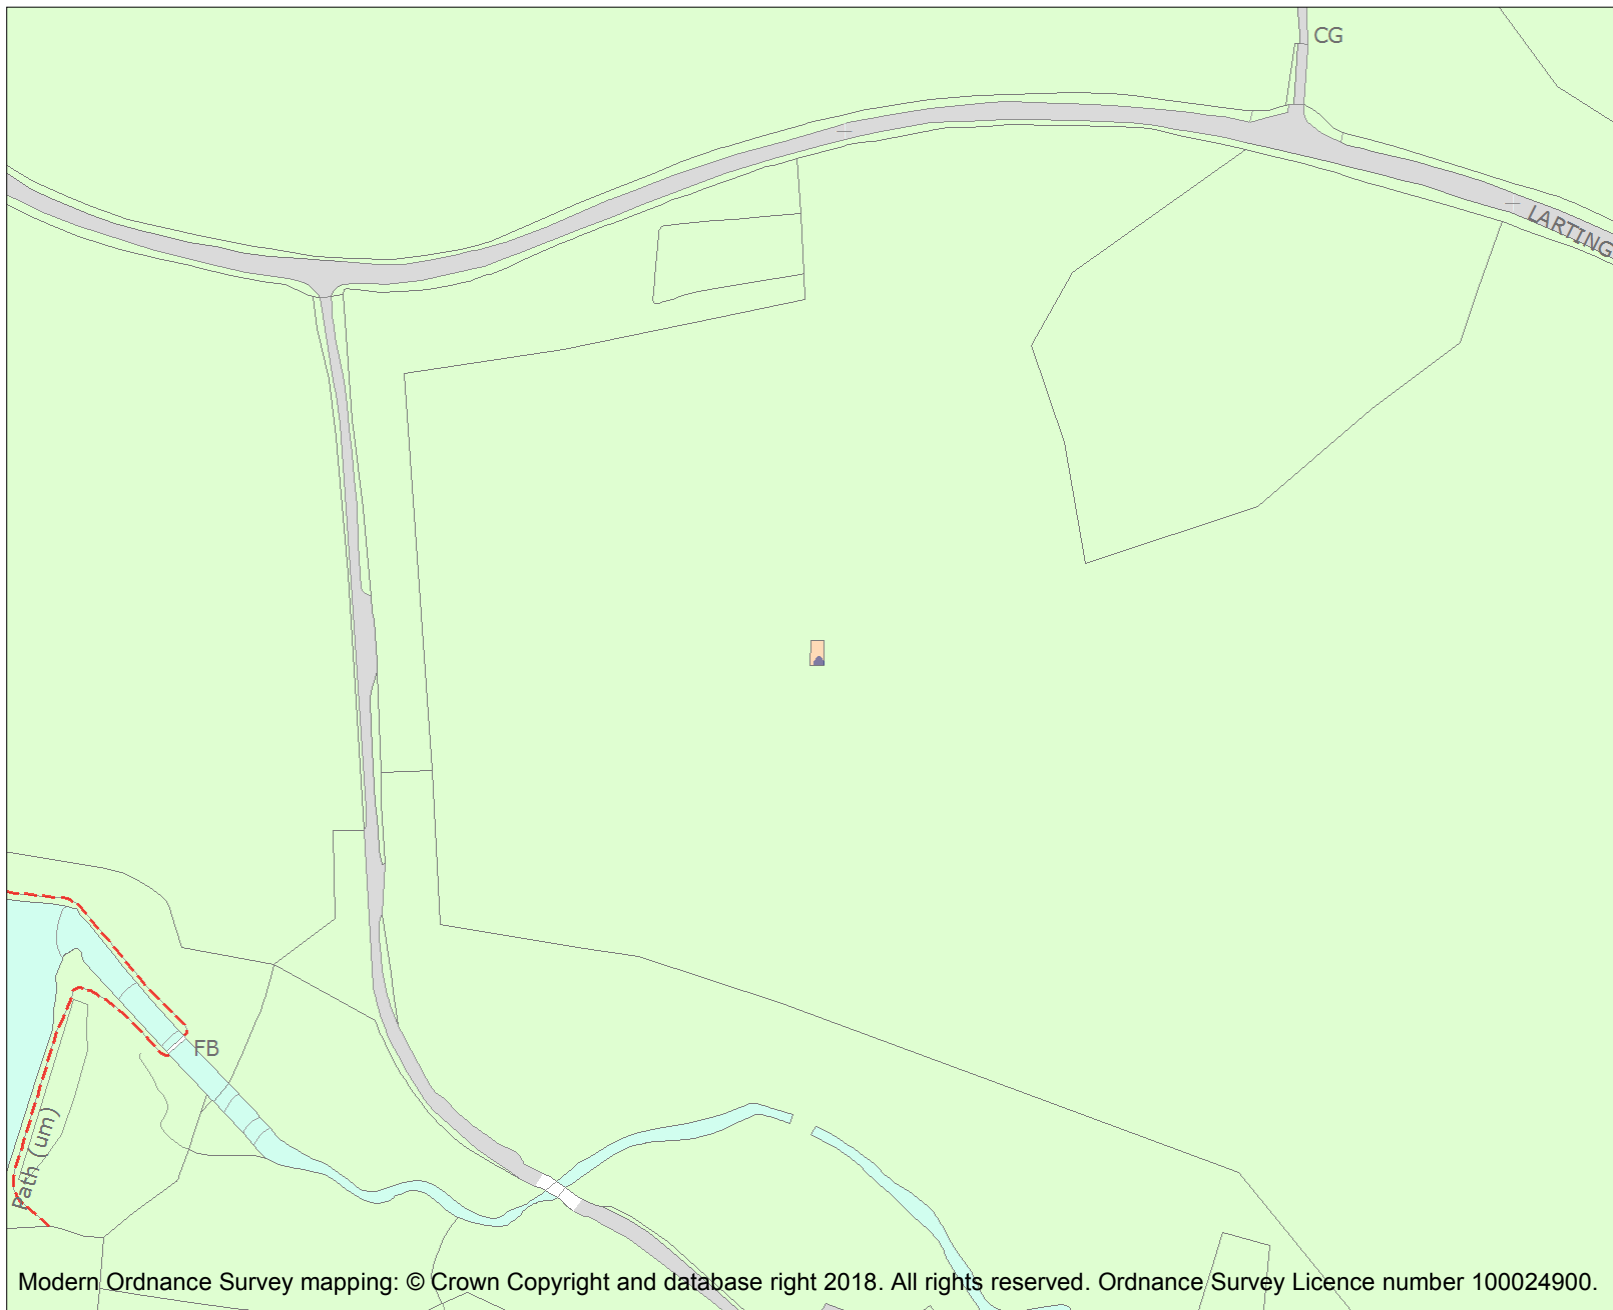 CG
LARTING
FB
Path (um)
Modern Ordnance Survey mapping: © Crown Copyright and database right 2018. All rights reserved. Ordnance Survey Licence number 100024900.